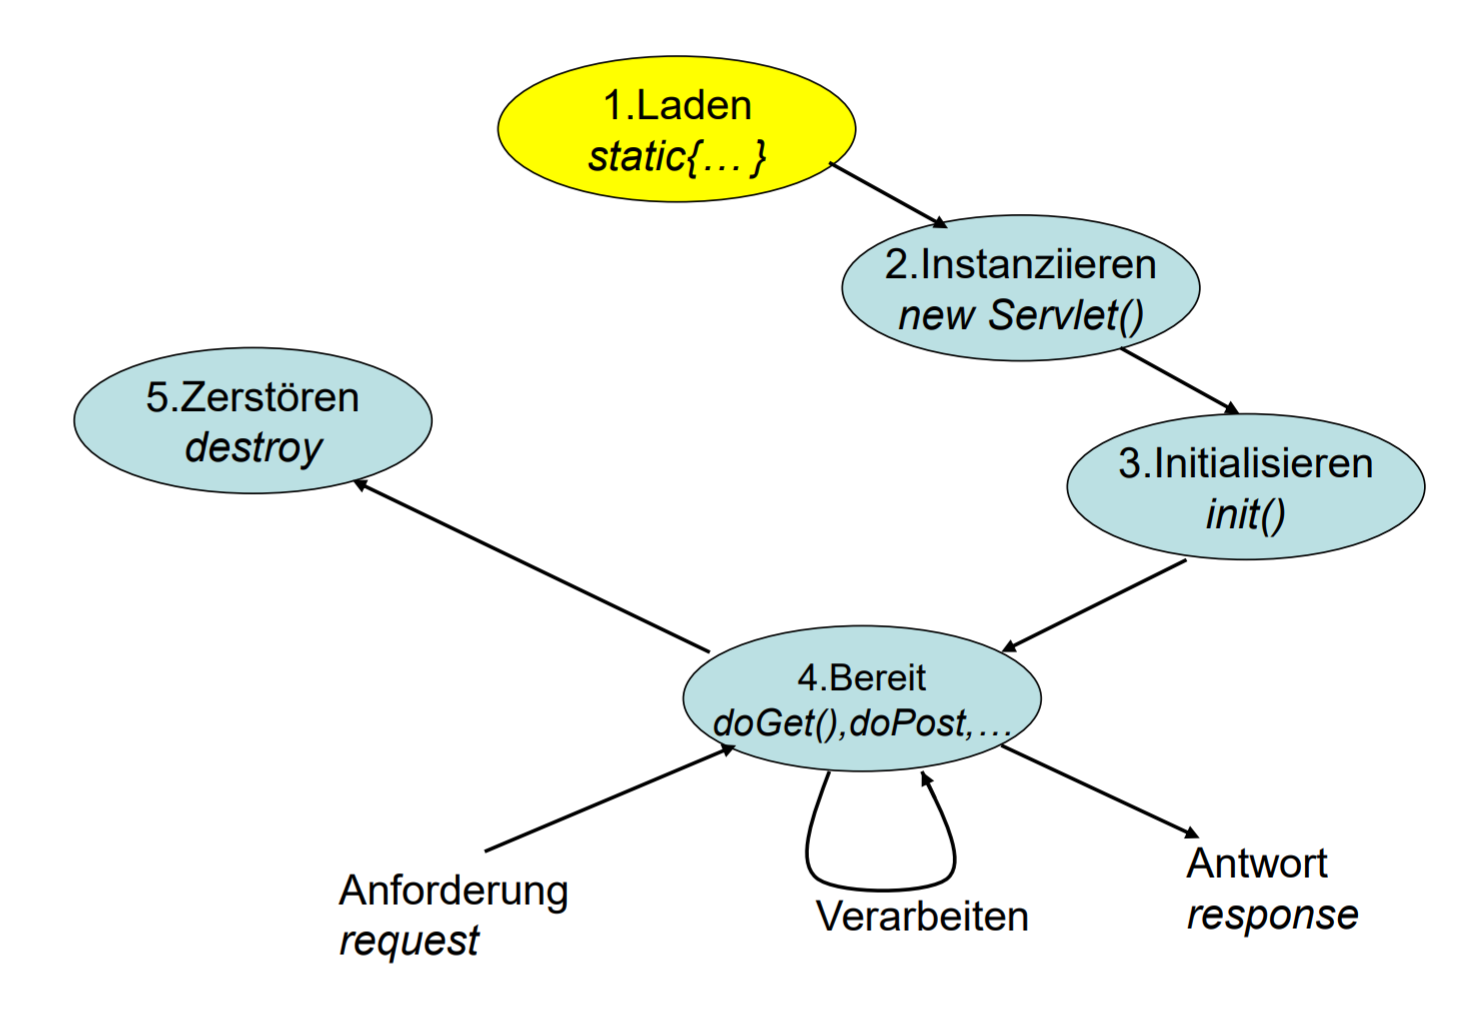 1.Laden
static{… }
2.Instanziieren
new Servlet()
3.Initialisieren
init()
4.Bereit
doGet(),doPost,…
5.Zerstören
destroy
Anforderung
request
Verarbeiten
Antwort
response